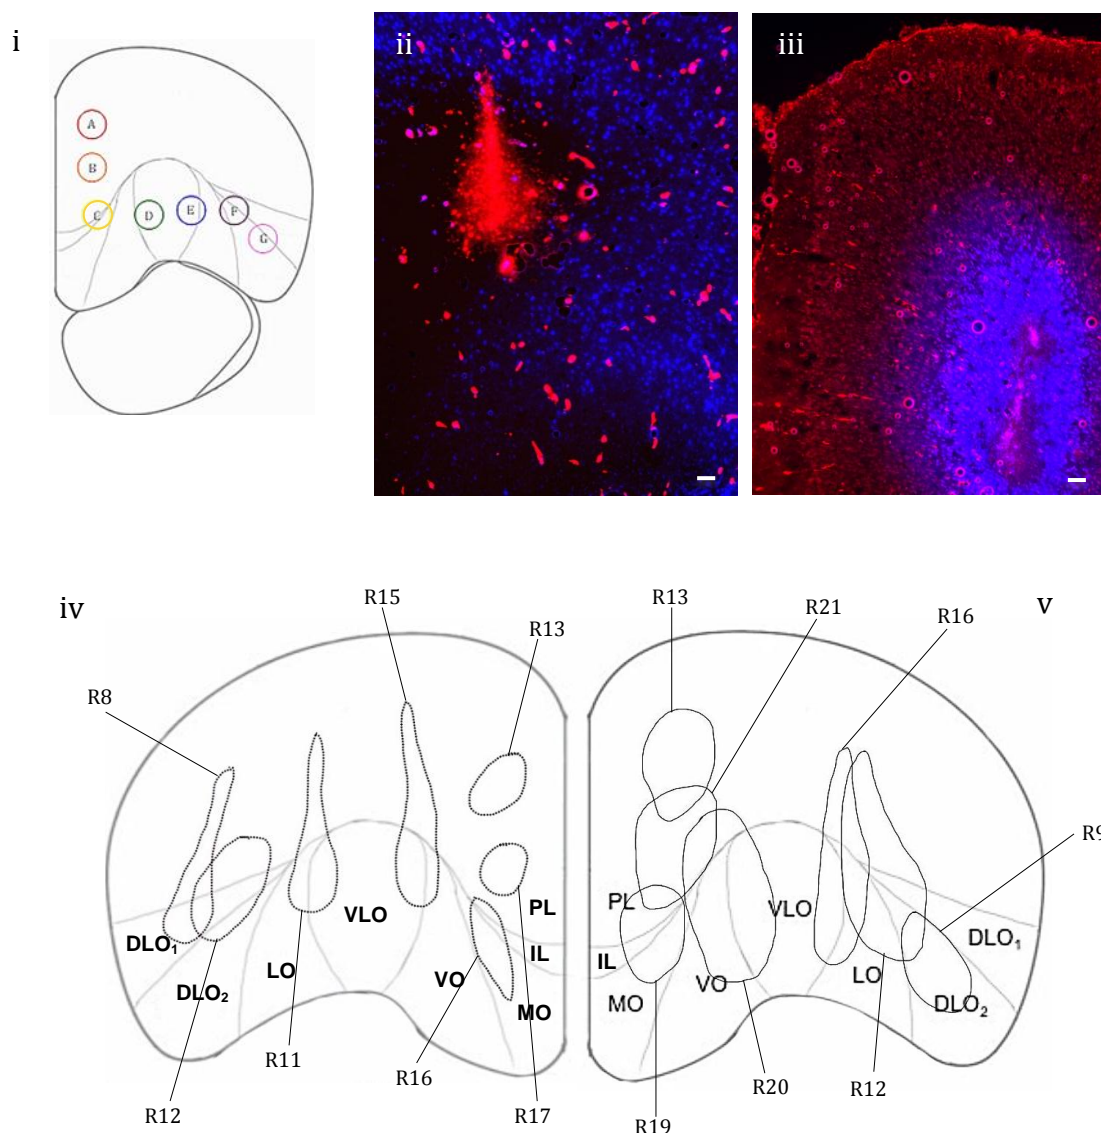 i
ii
iii
A
B
C
D
E
F
G
iv
v
R15
R13
R13
R21
R16
R8
R9
PL
VLO
PL
VLO
DLO₁
LO
DLO₂
VO
IL
MO
IL
MO
VO
LO
DLO₁
DLO₂
R11
R16
R12
R17
R19
R20
R12